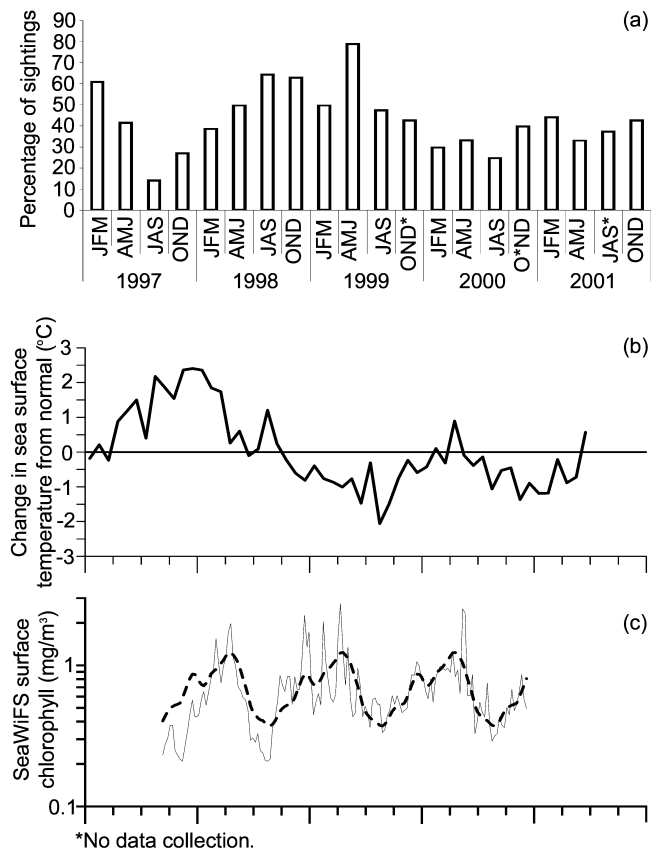 (a)
Percentage of sightings
90
80
70
60
50
40
30
20
10
0
JFM
AMJ
JAS
OND
JFM
AMJ
JAS
OND
JFM
AMJ
JAS
OND*
JFM
AMJ
JAS
O*ND
JFM
AMJ
JAS*
OND
1997
1998
1999
2000
2001
(b)
Change in sea surface
temperature from normal (°C)
3
2
1
0
-1
-2
-3
(c)
SeaWiFS surface
chlorophyll (mg/m³)
1
0.1
*No data collection.